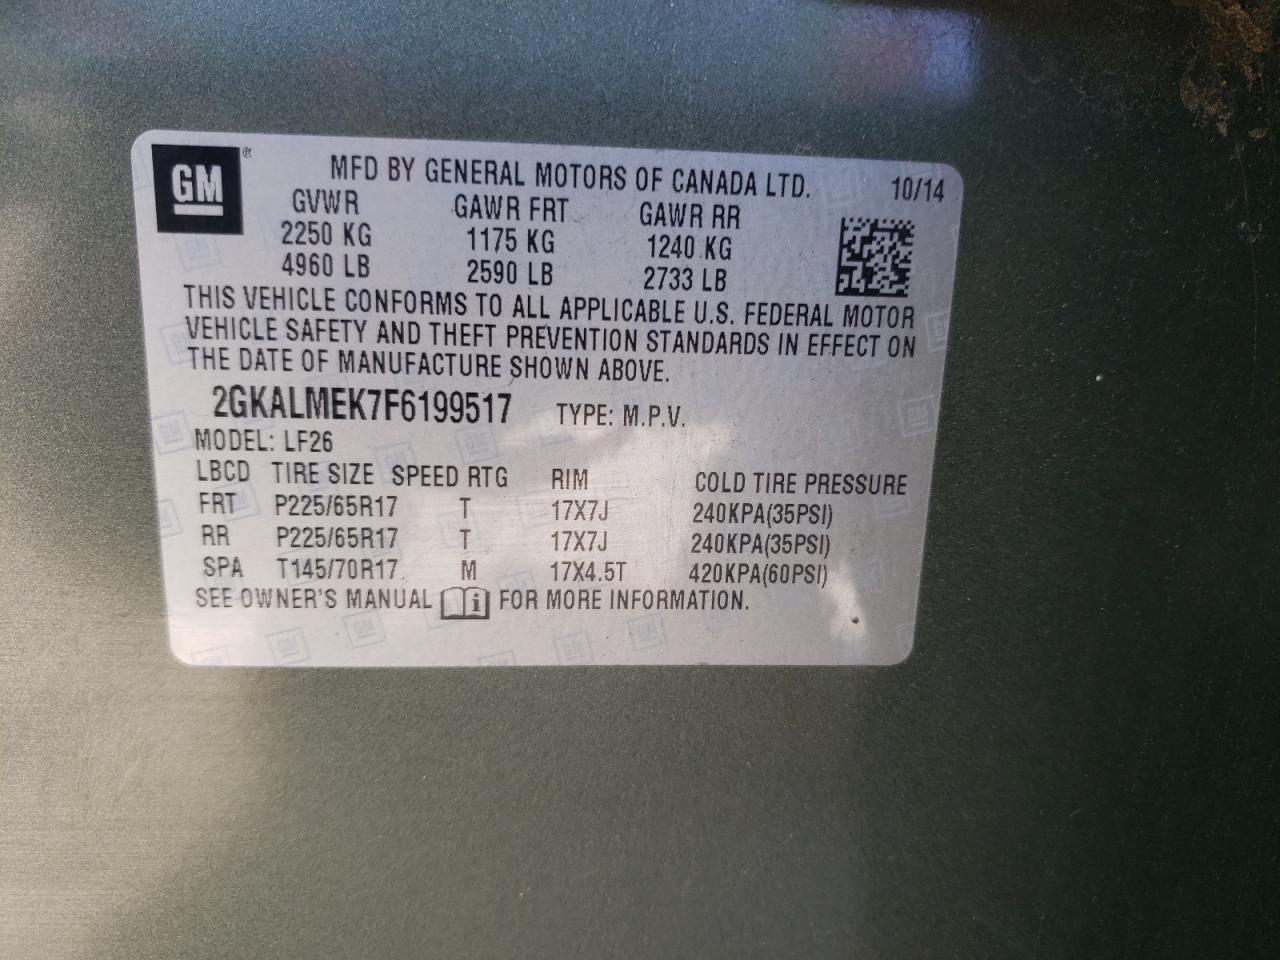 GM®
MFD BY GENERAL MOTORS OF CANADA LTD. 10/14
GVWR GAWR FRT GAWR RR
2250 KG 1175 KG 1240 KG
4960 LB 2590 LB 2733 LB
THIS VEHICLE CONFORMS TO ALL APPLICABLE U.S. FEDERAL MOTOR
VEHICLE SAFETY AND THEFT PREVENTION STANDARDS IN EFFECT ON
THE DATE OF MANUFACTURE SHOWN ABOVE.
2GKALMEK7F6199517 TYPE: M.P.V.
MODEL: LF26
LBCD TIRE SIZE SPEED RTG RIM COLD TIRE PRESSURE
FRT P225/65R17 T 17X7J 240KPA(35PSI)
RR P225/65R17 T 17X7J 240KPA(35PSI)
SPA T145/70R17 M 17X4.5T 420KPA(60PSI)
SEE OWNER'S MANUAL i FOR MORE INFORMATION.